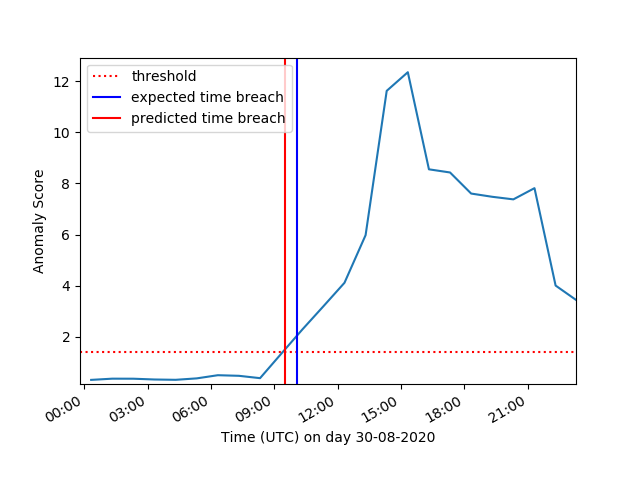 threshold
expected time breach
predicted time breach
12
10
8
6
4
2
Anomaly Score
00:00
03:00
06:00
09:00
12:00
15:00
18:00
21:00
Time (UTC) on day 30-08-2020